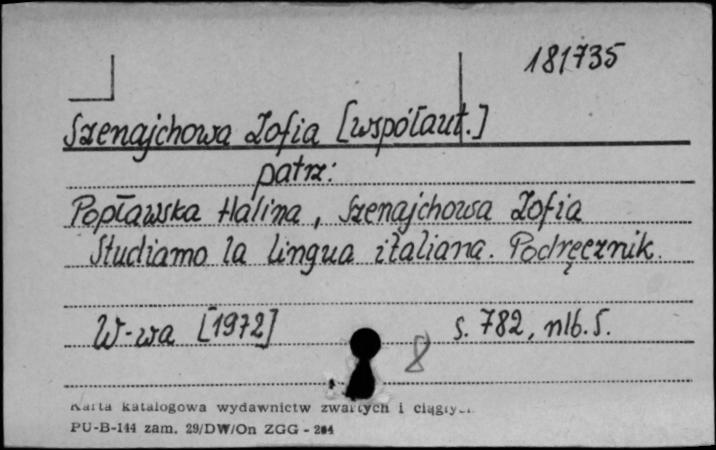 181735
Szenajchowa Zofia [współaut.]
patrz:
Popławska Halina, Szenajchowa Zofia
Studiamo la lingua italiana. Podręcznik.
W-wa [1972] s. 782, nlb. 5.
8
Karta katalogowa wydawnictw zwartych i ciągłych
PU-B-144 zam. 29/DW/On ZGG - 204